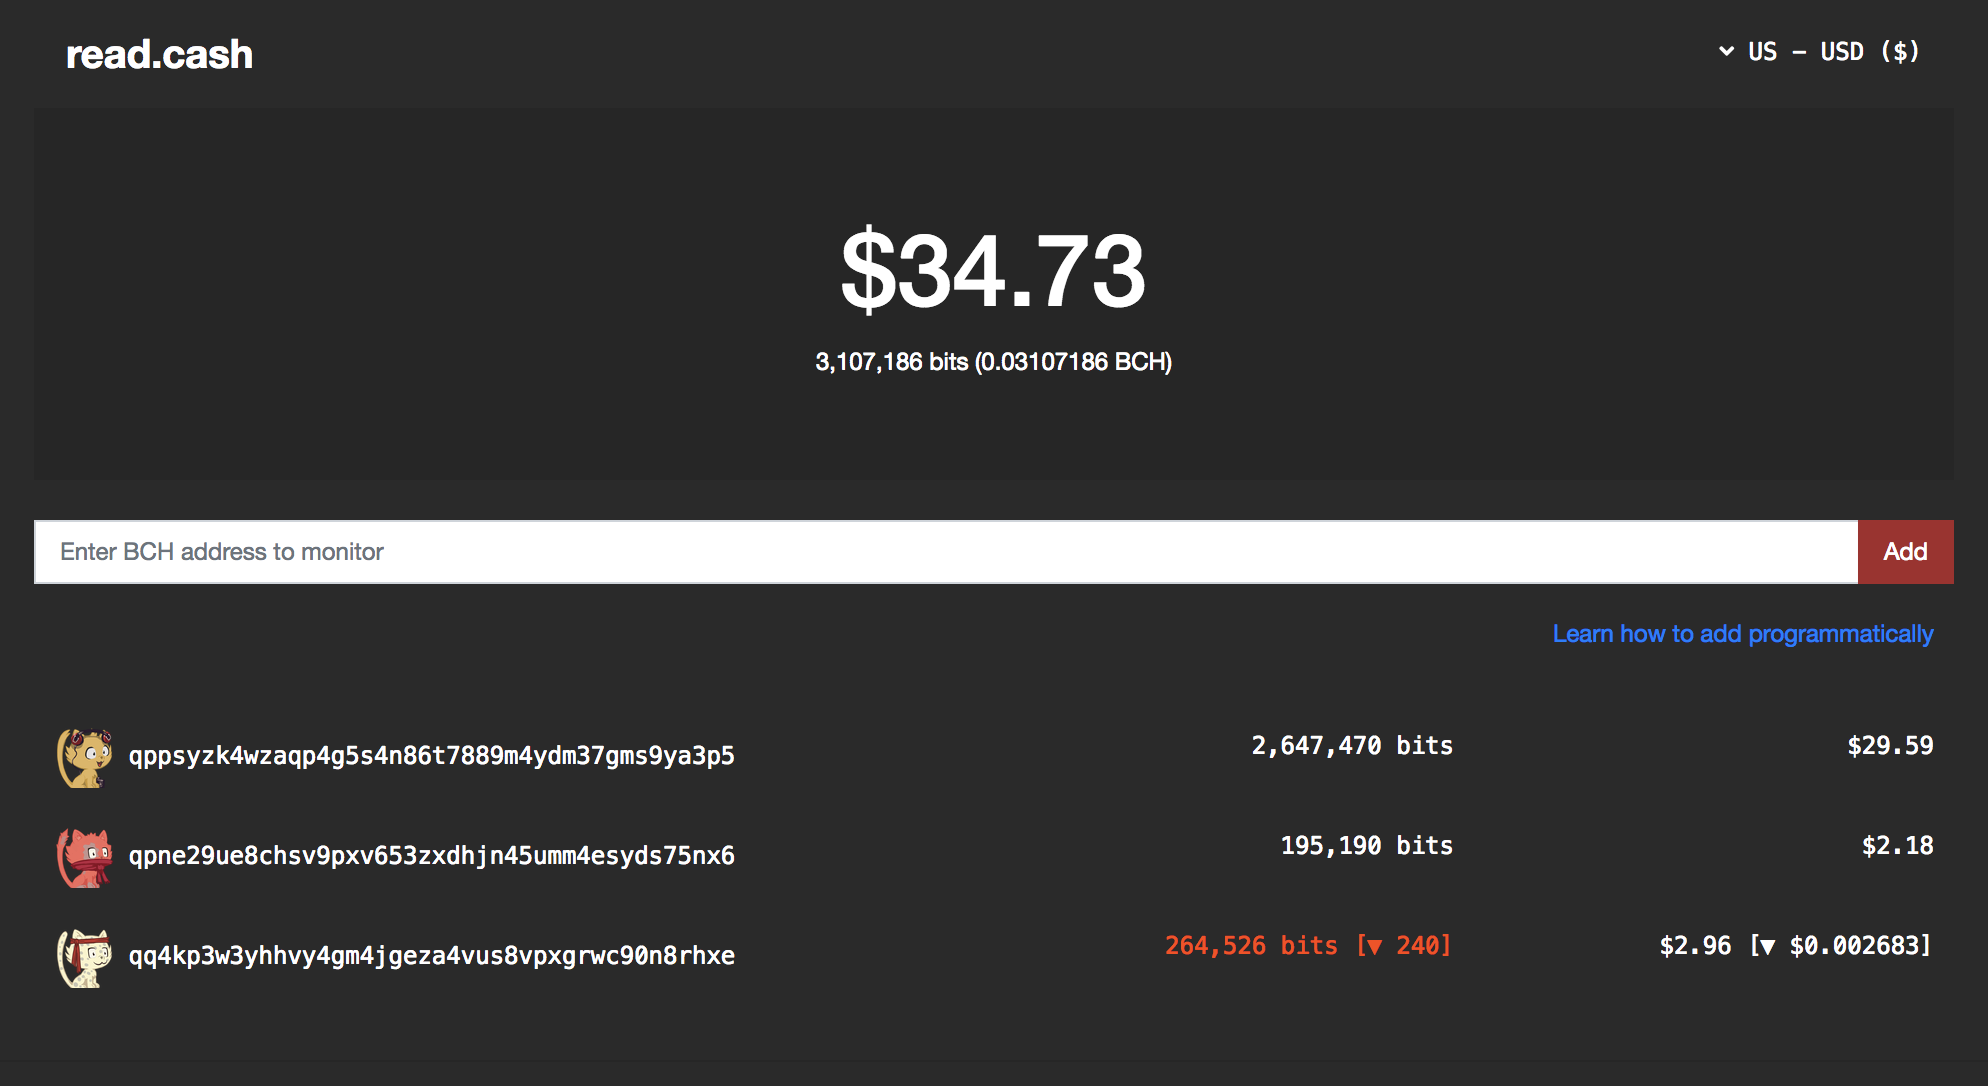 read.cash
US – USD ($)
$34.73
3,107,186 bits (0.03107186 BCH)
Enter BCH address to monitor
Add
Learn how to add programmatically
qppsyzk4wzaqp4g5s4n86t7889m4ydm37gms9ya3p5 2,647,470 bits $29.59
qpne29ue8chsv9pxv653zxdhjn45umm4esyds75nx6 195,190 bits $2.18
qq4kp3w3yhhvy4gm4jgeza4vus8vpxgrwc90n8rhxe 264,526 bits [▼ 240] $2.96 [▼ $0.002683]